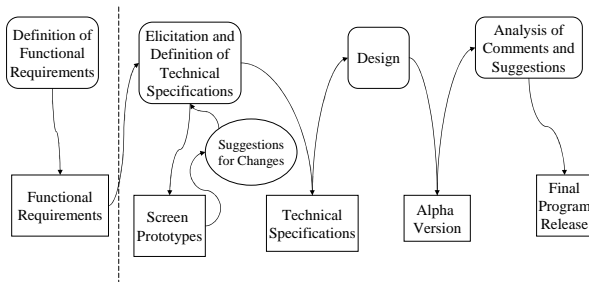 Definition of
Functional
Requirements
Elicitation and
Definition of
Technical
Specifications
Design
Analysis of
Comments and
Suggestions
Suggestions
for Changes
Functional
Requirements
Screen
Prototypes
Technical
Specifications
Alpha
Version
Final
Program
Release